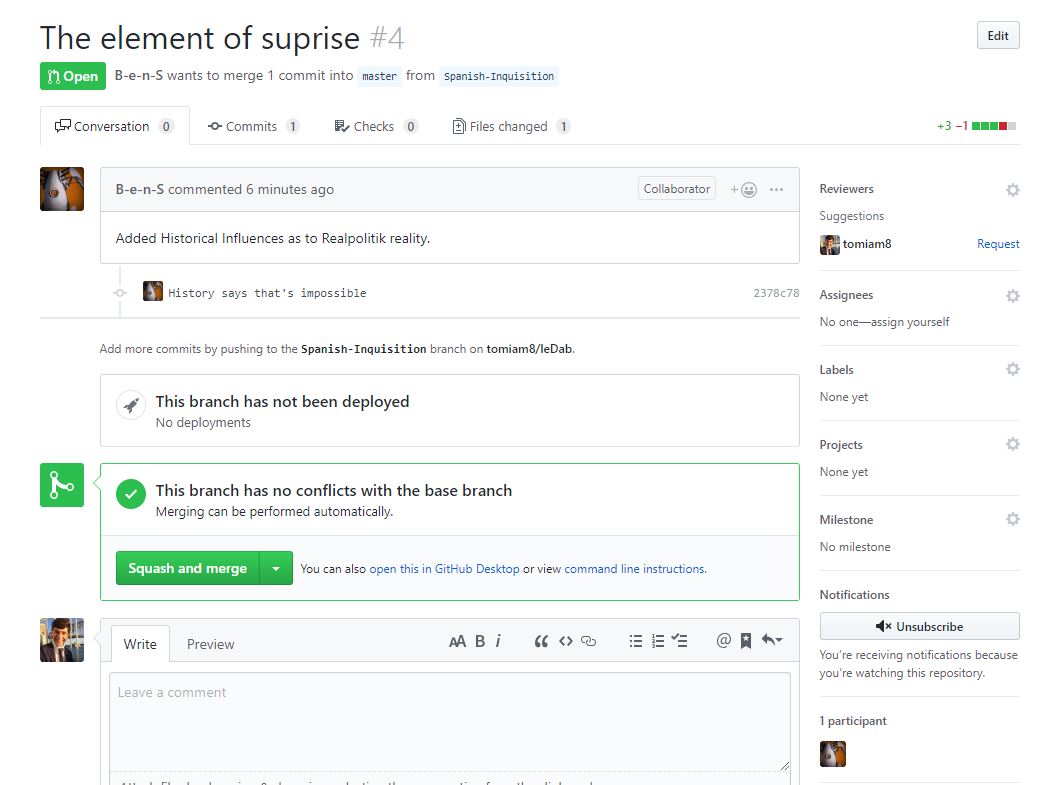 The element of suprise #4
Edit
Open B-e-n-S wants to merge 1 commit into master from Spanish-Inquisition
Conversation 0 Commits 1 Checks 0 Files changed 1
+3 −1
B-e-n-S commented 6 minutes ago Collaborator
Added Historical Influences as to Realpolitik reality.
History says that's impossible 2378c78
Add more commits by pushing to the Spanish-Inquisition branch on tomiam8/leDab.
This branch has not been deployed
No deployments
This branch has no conflicts with the base branch
Merging can be performed automatically.
Squash and merge You can also open this in GitHub Desktop or view command line instructions.
Write Preview AA B i
Leave a comment
Reviewers
Suggestions
tomiam8 Request
Assignees
No one—assign yourself
Labels
None yet
Projects
None yet
Milestone
No milestone
Notifications
Unsubscribe
You're receiving notifications because
you're watching this repository.
1 participant